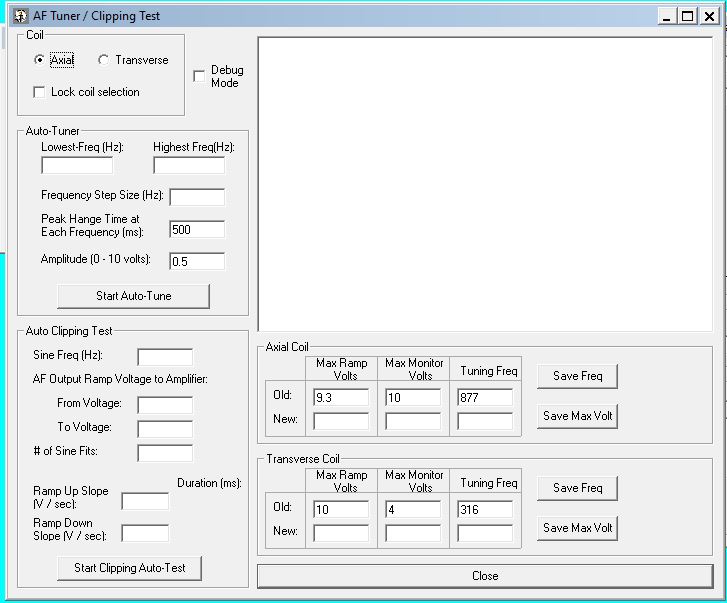 AF Tuner / Clipping Test
Coil
Axial Transverse
Lock coil selection
Debug
Mode
Auto-Tuner
Lowest-Freq (Hz): Highest Freq(Hz):
Frequency Step Size (Hz):
Peak Hange Time at
Each Frequency (ms): 500
Amplitude (0 - 10 volts): 0.5
Start Auto-Tune
Auto Clipping Test
Sine Freq (Hz):
AF Output Ramp Voltage to Amplifier:
From Voltage:
To Voltage:
# of Sine Fits:
Duration (ms):
Ramp Up Slope
(V / sec):
Ramp Down
Slope (V / sec):
Start Clipping Auto-Test
Axial Coil
Max Ramp Max Monitor Tuning Freq
Volts Volts
Old: 9.3 10 877
New:
Save Freq
Save Max Volt
Transverse Coil
Max Ramp Max Monitor Tuning Freq
Volts Volts
Old: 10 4 316
New:
Save Freq
Save Max Volt
Close